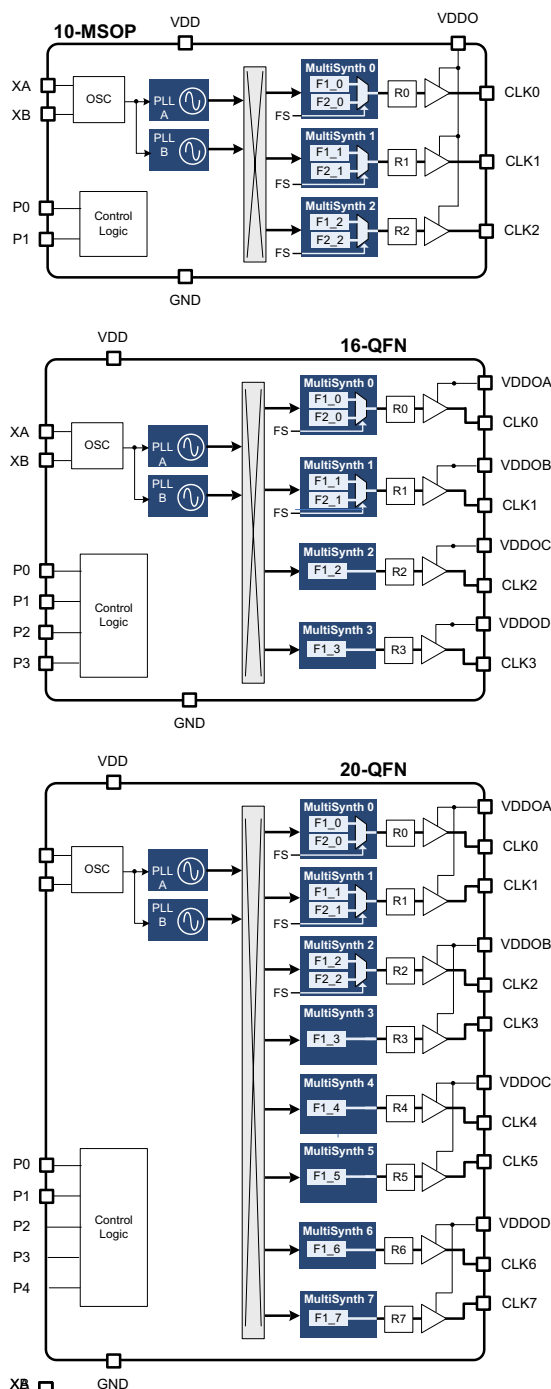 10-MSOP
VDD
VDDO
XA
XB
OSC
PLL
A
PLL
B
MultiSynth 0
F1_0
F2_0
FS
R0
CLK0
MultiSynth 1
F1_1
F2_1
FS
R1
CLK1
MultiSynth 2
F1_2
F2_2
FS
R2
CLK2
P0
P1
Control
Logic
GND
16-QFN
VDD
XA
XB
OSC
PLL
A
PLL
B
MultiSynth 0
F1_0
F2_0
FS
R0
VDDOA
CLK0
MultiSynth 1
F1_1
F2_1
FS
R1
VDDOB
CLK1
MultiSynth 2
F1_2
R2
VDDOC
CLK2
MultiSynth 3
F1_3
R3
VDDOD
CLK3
P0
P1
P2
P3
Control
Logic
GND
20-QFN
VDD
OSC
PLL
A
PLL
B
MultiSynth 0
F1_0
F2_0
FS
R0
VDDOA
CLK0
MultiSynth 1
F1_1
F2_1
FS
R1
CLK1
MultiSynth 2
F1_2
F2_2
FS
R2
VDDOB
CLK2
MultiSynth 3
F1_3
R3
CLK3
MultiSynth 4
F1_4
R4
VDDOC
CLK4
MultiSynth 5
F1_5
R5
CLK5
MultiSynth 6
F1_6
R6
VDDOD
CLK6
MultiSynth 7
F1_7
R7
CLK7
P0
P1
P2
P3
P4
Control
Logic
GND